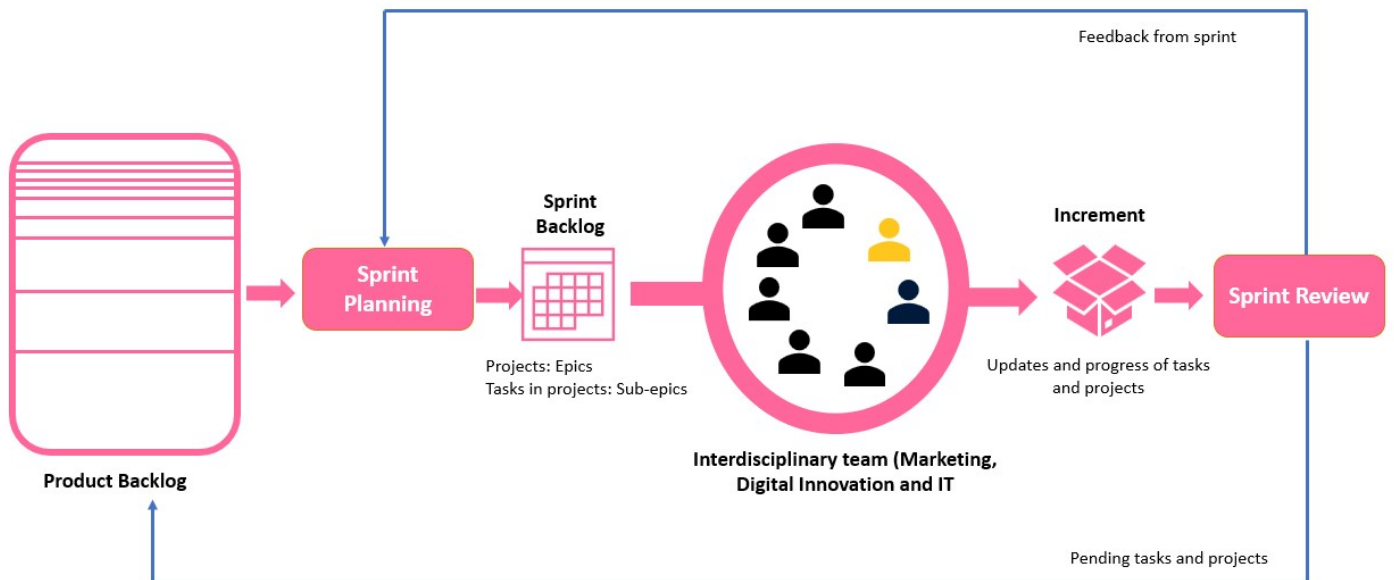 Feedback from sprint
Sprint
Backlog
Increment
Sprint
Planning
Sprint Review
Projects: Epics
Tasks in projects: Sub-epics
Updates and progress of tasks
and projects
Product Backlog
Interdisciplinary team (Marketing,
Digital Innovation and IT
Pending tasks and projects